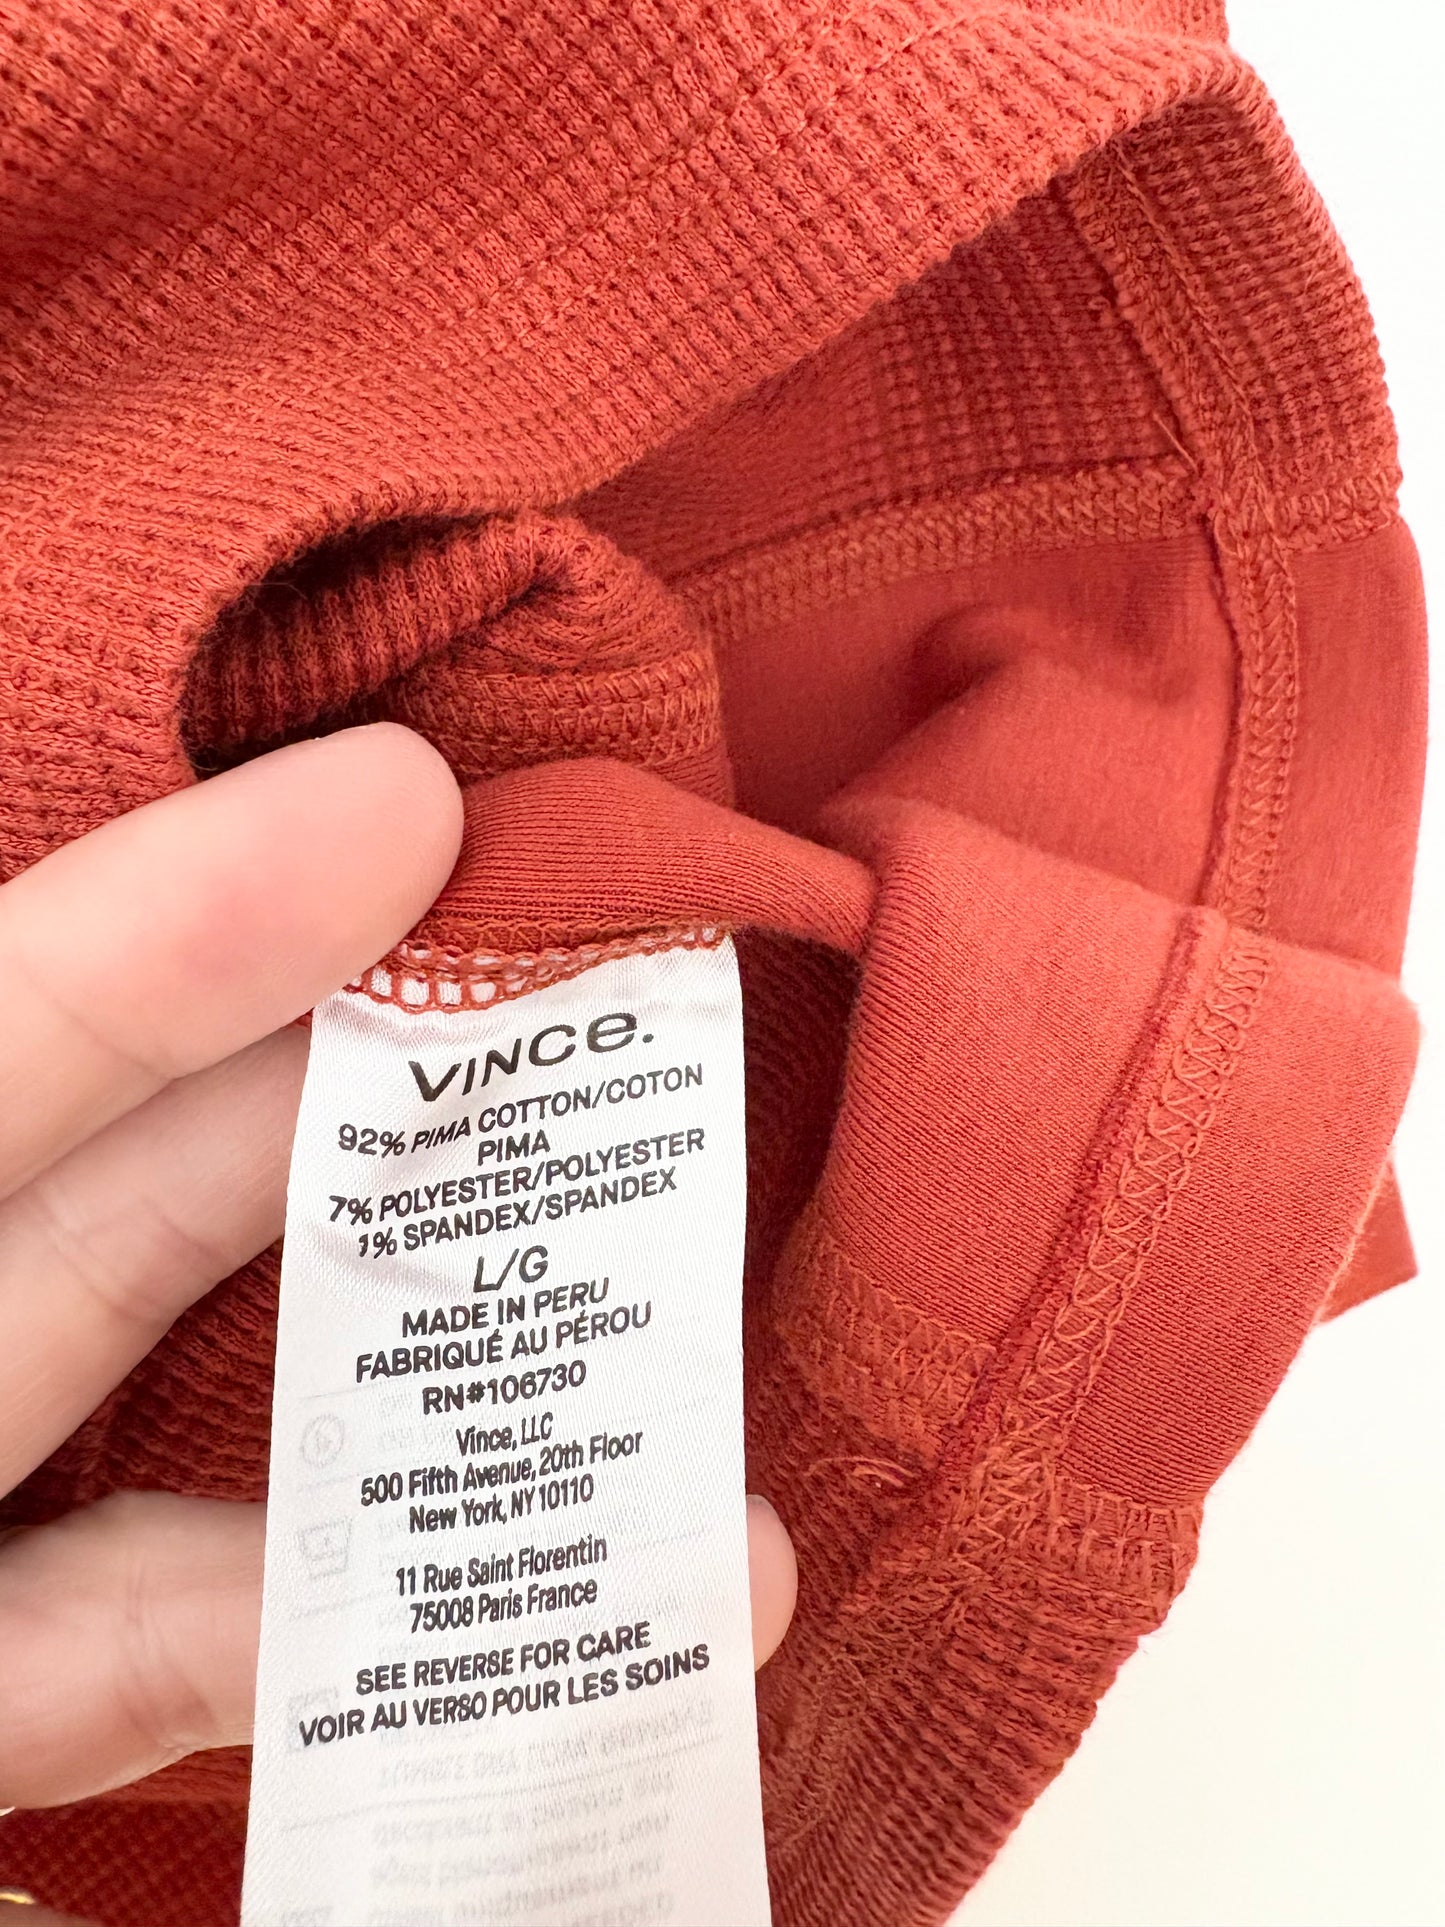 VINCe.
92% PIMA COTTON/COTON
PIMA
7% POLYESTER/POLYESTER
1% SPANDEX/SPANDEX
L/G
MADE IN PERU
FABRIQUÉ AU PÉROU
RN#106730
Vince, LLC
500 Fifth Avenue, 20th Floor
New York, NY 10110
11 Rue Saint Florentin
75008 Paris France
SEE REVERSE FOR CARE
VOIR AU VERSO POUR LES SOINS